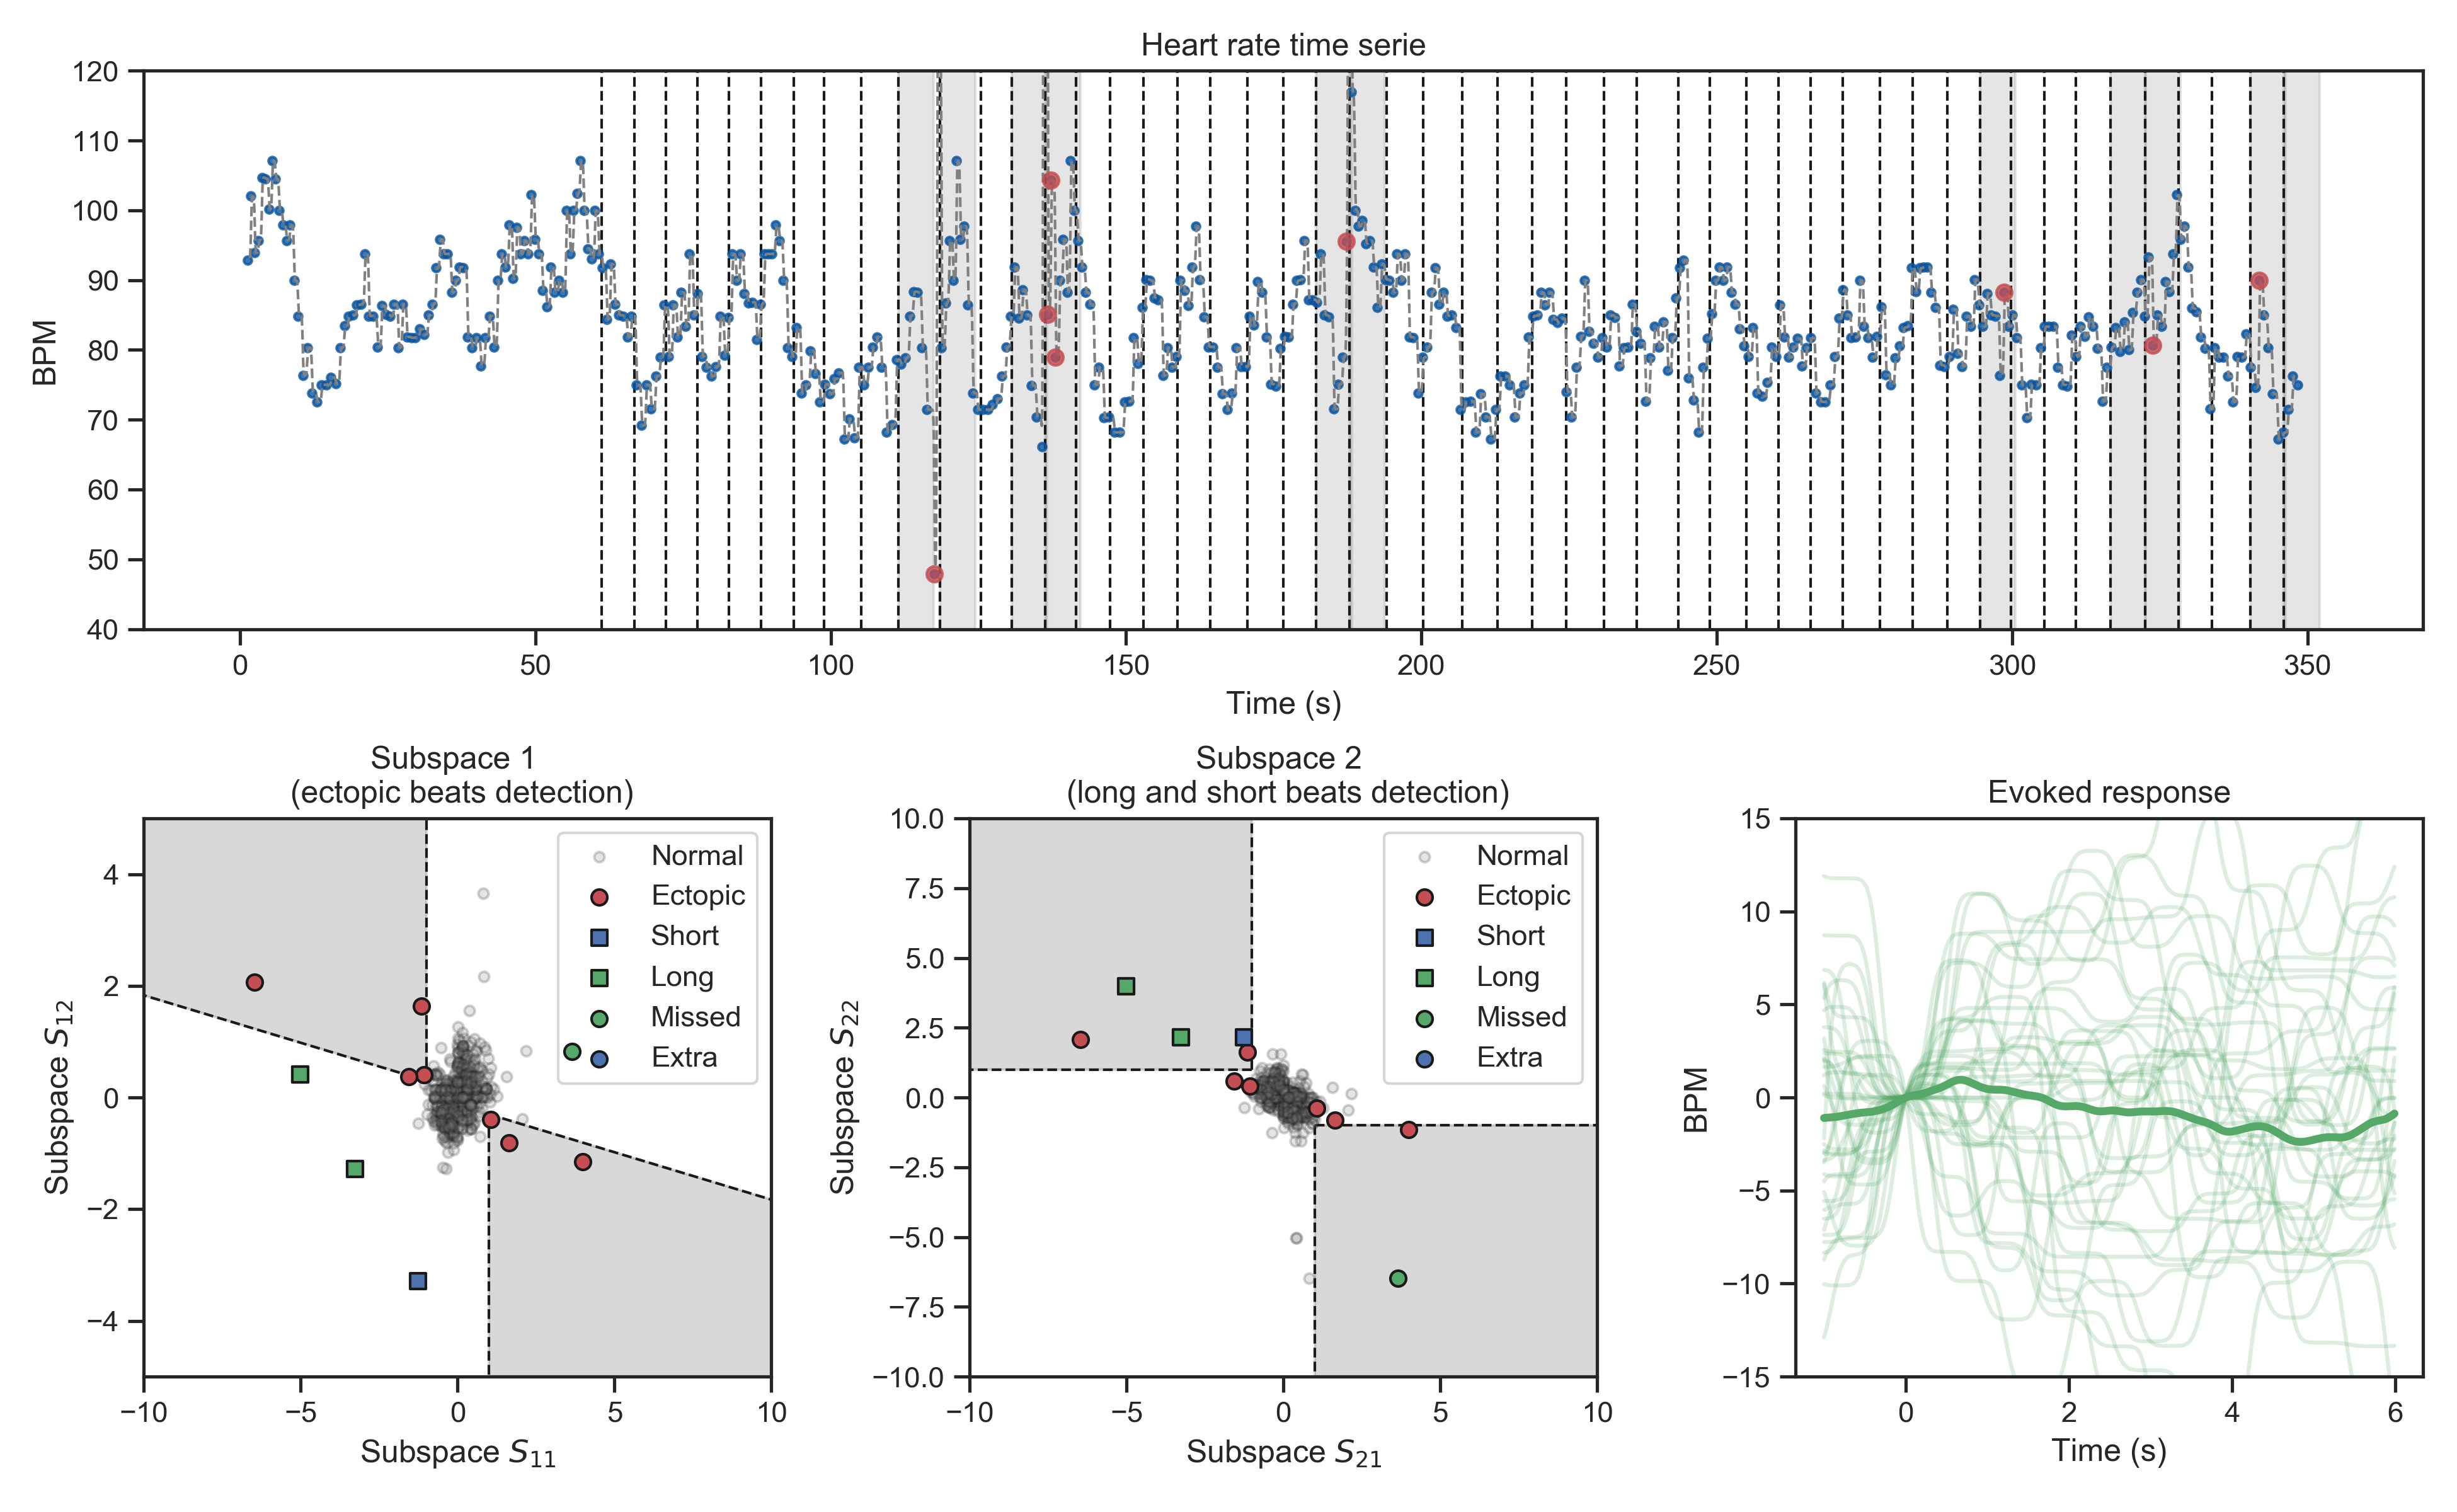 Heart rate time serie
120
110
100
90
80
70
60
50
40
BPM
0 50 100 150 200 250 300 350
Time (s)
Subspace 1
(ectopic beats detection)
4
2
0
−2
−4
Subspace S12
Normal
Ectopic
Short
Long
Missed
Extra
−10 −5 0 5 10
Subspace S11
Subspace 2
(long and short beats detection)
10.0
7.5
5.0
2.5
0.0
−2.5
−5.0
−7.5
−10.0
Subspace S22
Normal
Ectopic
Short
Long
Missed
Extra
−10 −5 0 5 10
Subspace S21
Evoked response
15
10
5
0
−5
−10
−15
BPM
0 2 4 6
Time (s)